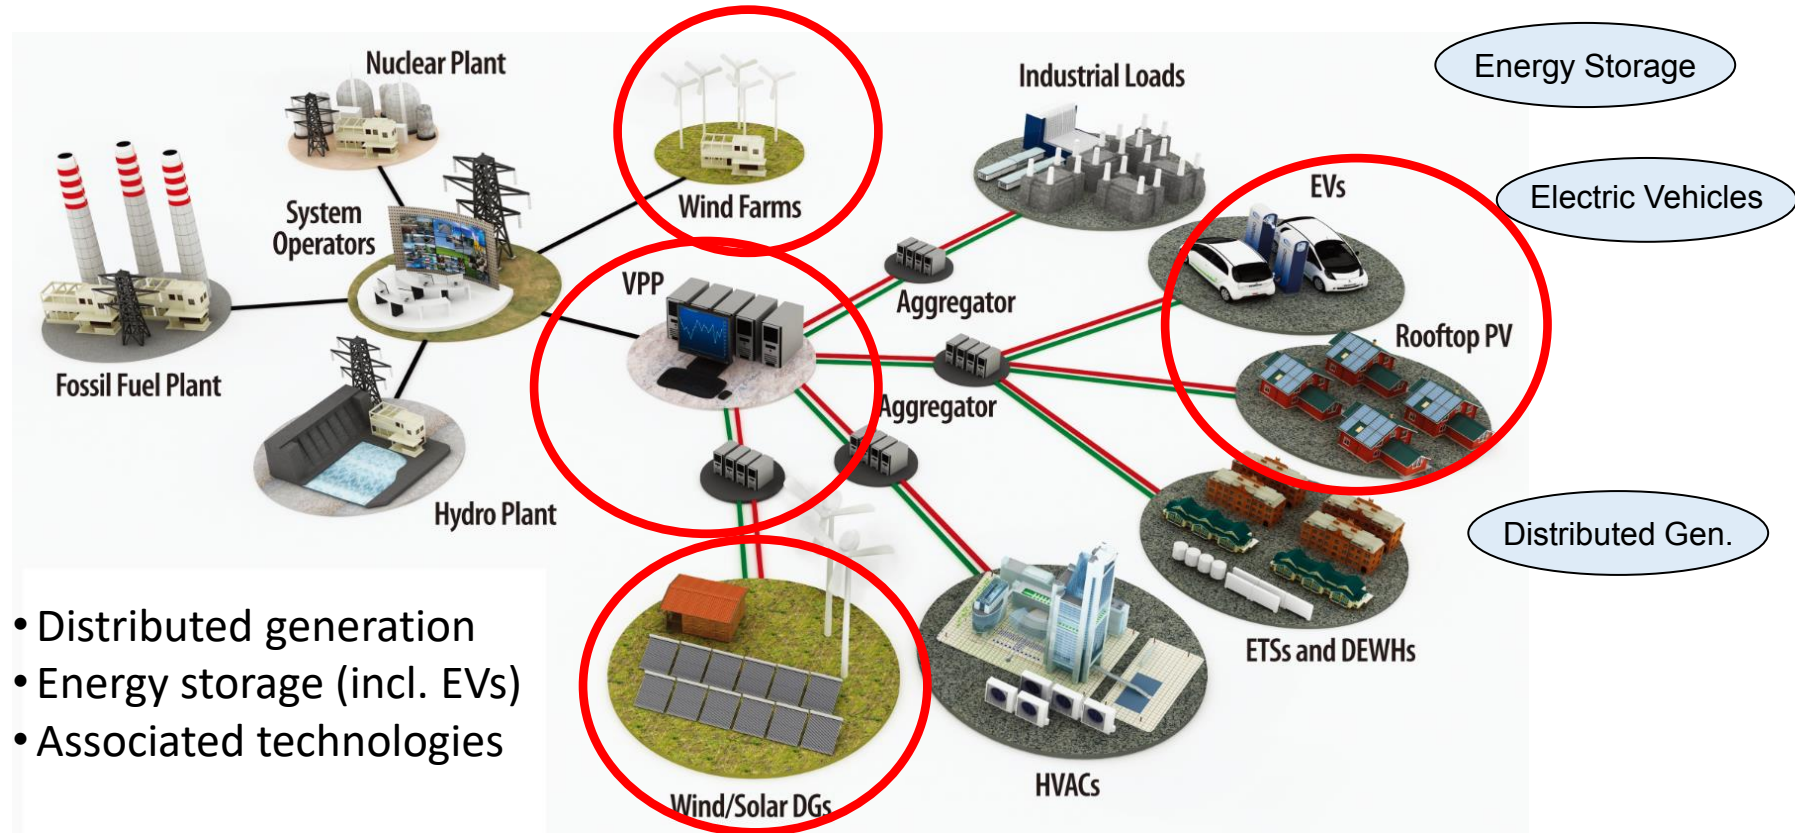 Nuclear Plant
Industrial Loads
Energy Storage
EVs
Electric Vehicles
System
Operators
Wind Farms
VPP
Aggregator
Rooftop PV
Fossil Fuel Plant
Aggregator
Hydro Plant
Distributed Gen.
• Distributed generation
• Energy storage (incl. EVs)
• Associated technologies
ETSs and DEWHs
HVACs
Wind/Solar DGs